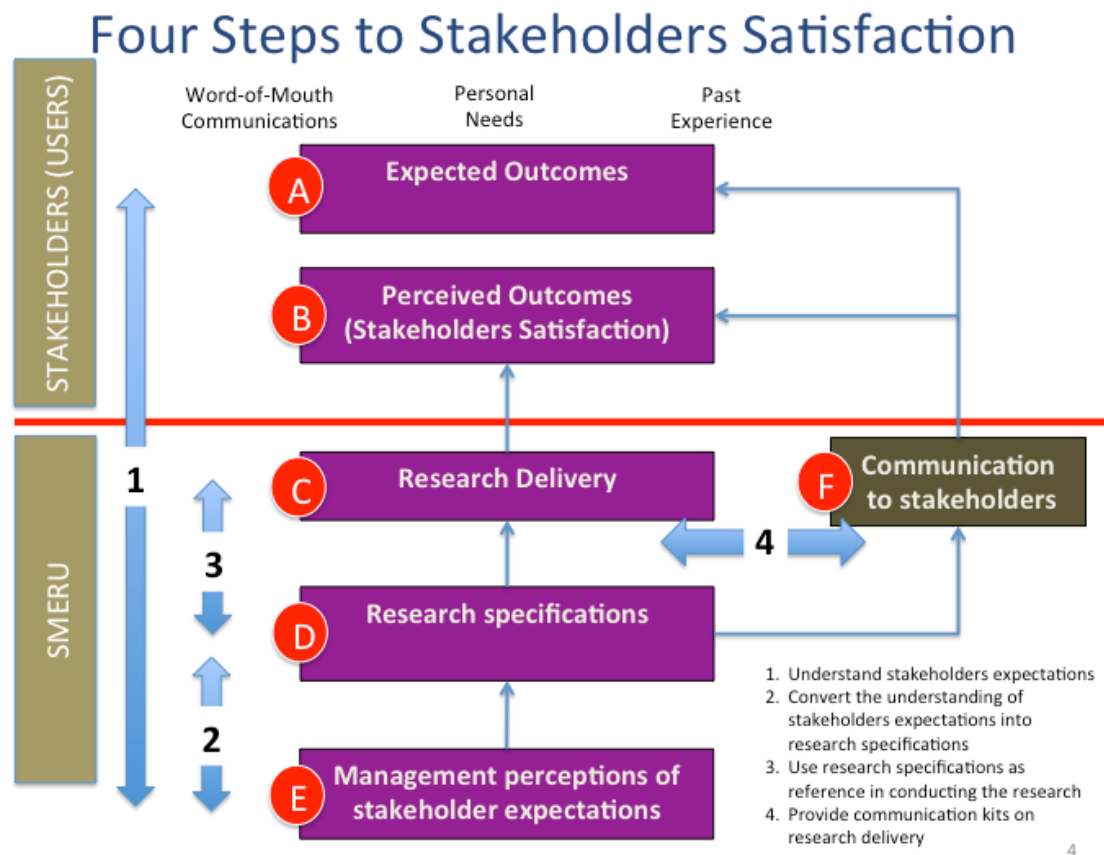 Four Steps to Stakeholders Satisfaction
STAKEHOLDERS (USERS)
Word-of-Mouth
Communications
Personal
Needs
Past
Experience
A
Expected Outcomes
B
Perceived Outcomes
(Stakeholders Satisfaction)
SMERU
1
3
2
C
Research Delivery
F
Communication
to stakeholders
4
D
Research specifications
E
Management perceptions of
stakeholder expectations
1. Understand stakeholders expectations
2. Convert the understanding of
stakeholders expectations into
research specifications
3. Use research specifications as
reference in conducting the research
4. Provide communication kits on
research delivery
4